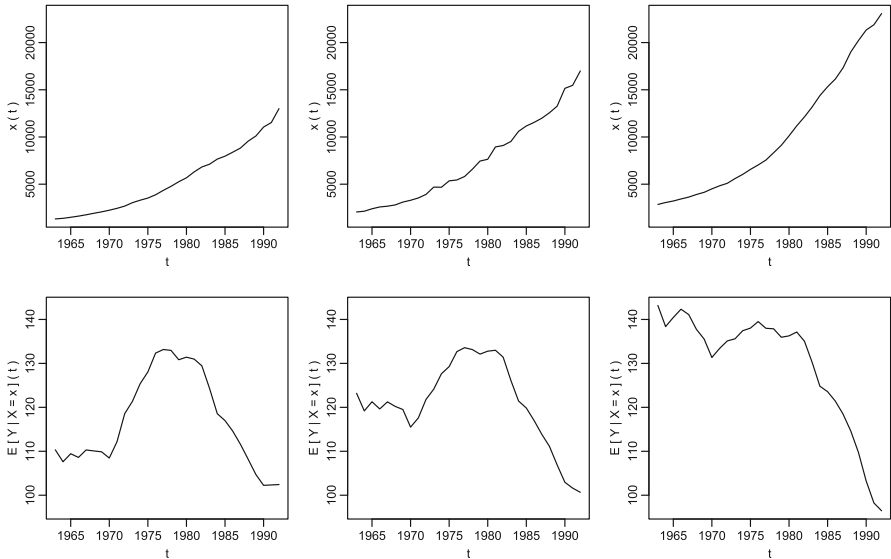 x ( t )
5000 10000 15000 20000
1965 1970 1975 1980 1985 1990
t
x ( t )
5000 10000 15000 20000
1965 1970 1975 1980 1985 1990
t
x ( t )
5000 10000 15000 20000
1965 1970 1975 1980 1985 1990
t
E [ Y | X = x ] ( t )
100 110 120 130 140
1965 1970 1975 1980 1985 1990
t
E [ Y | X = x ] ( t )
100 110 120 130 140
1965 1970 1975 1980 1985 1990
t
E [ Y | X = x ] ( t )
100 110 120 130 140
1965 1970 1975 1980 1985 1990
t